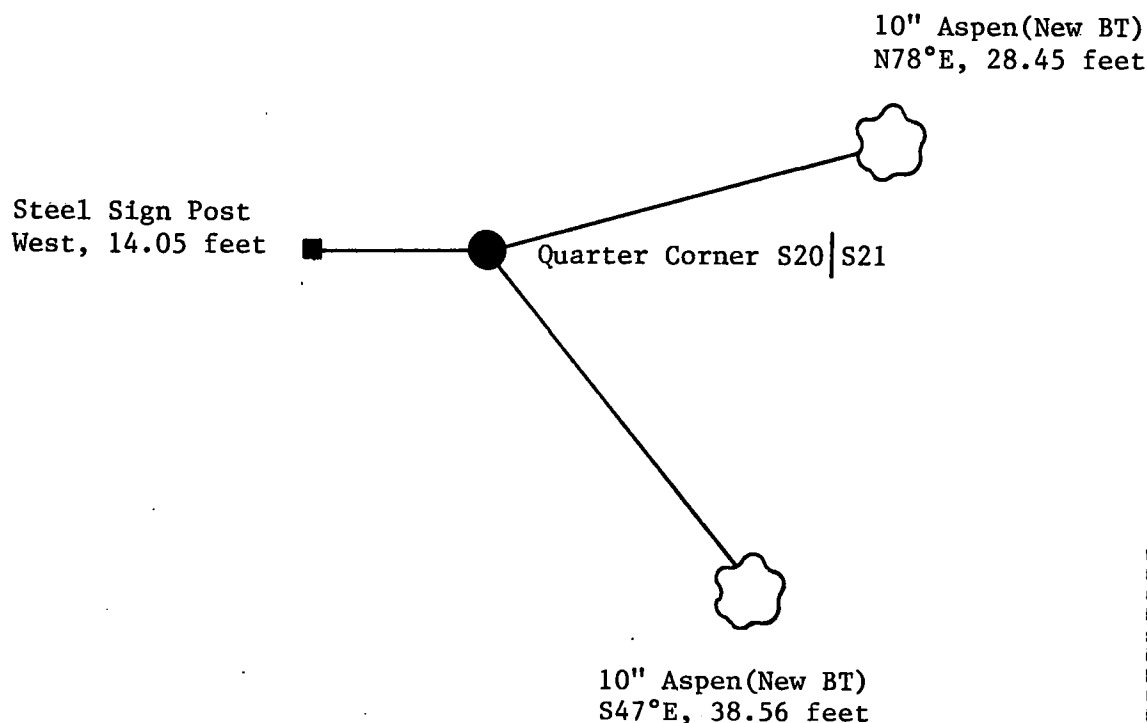 10" Aspen(New BT)
N78°E, 28.45 feet
Steel Sign Post
West, 14.05 feet
Quarter Corner S20|S21
10" Aspen(New BT)
S47°E, 38.56 feet